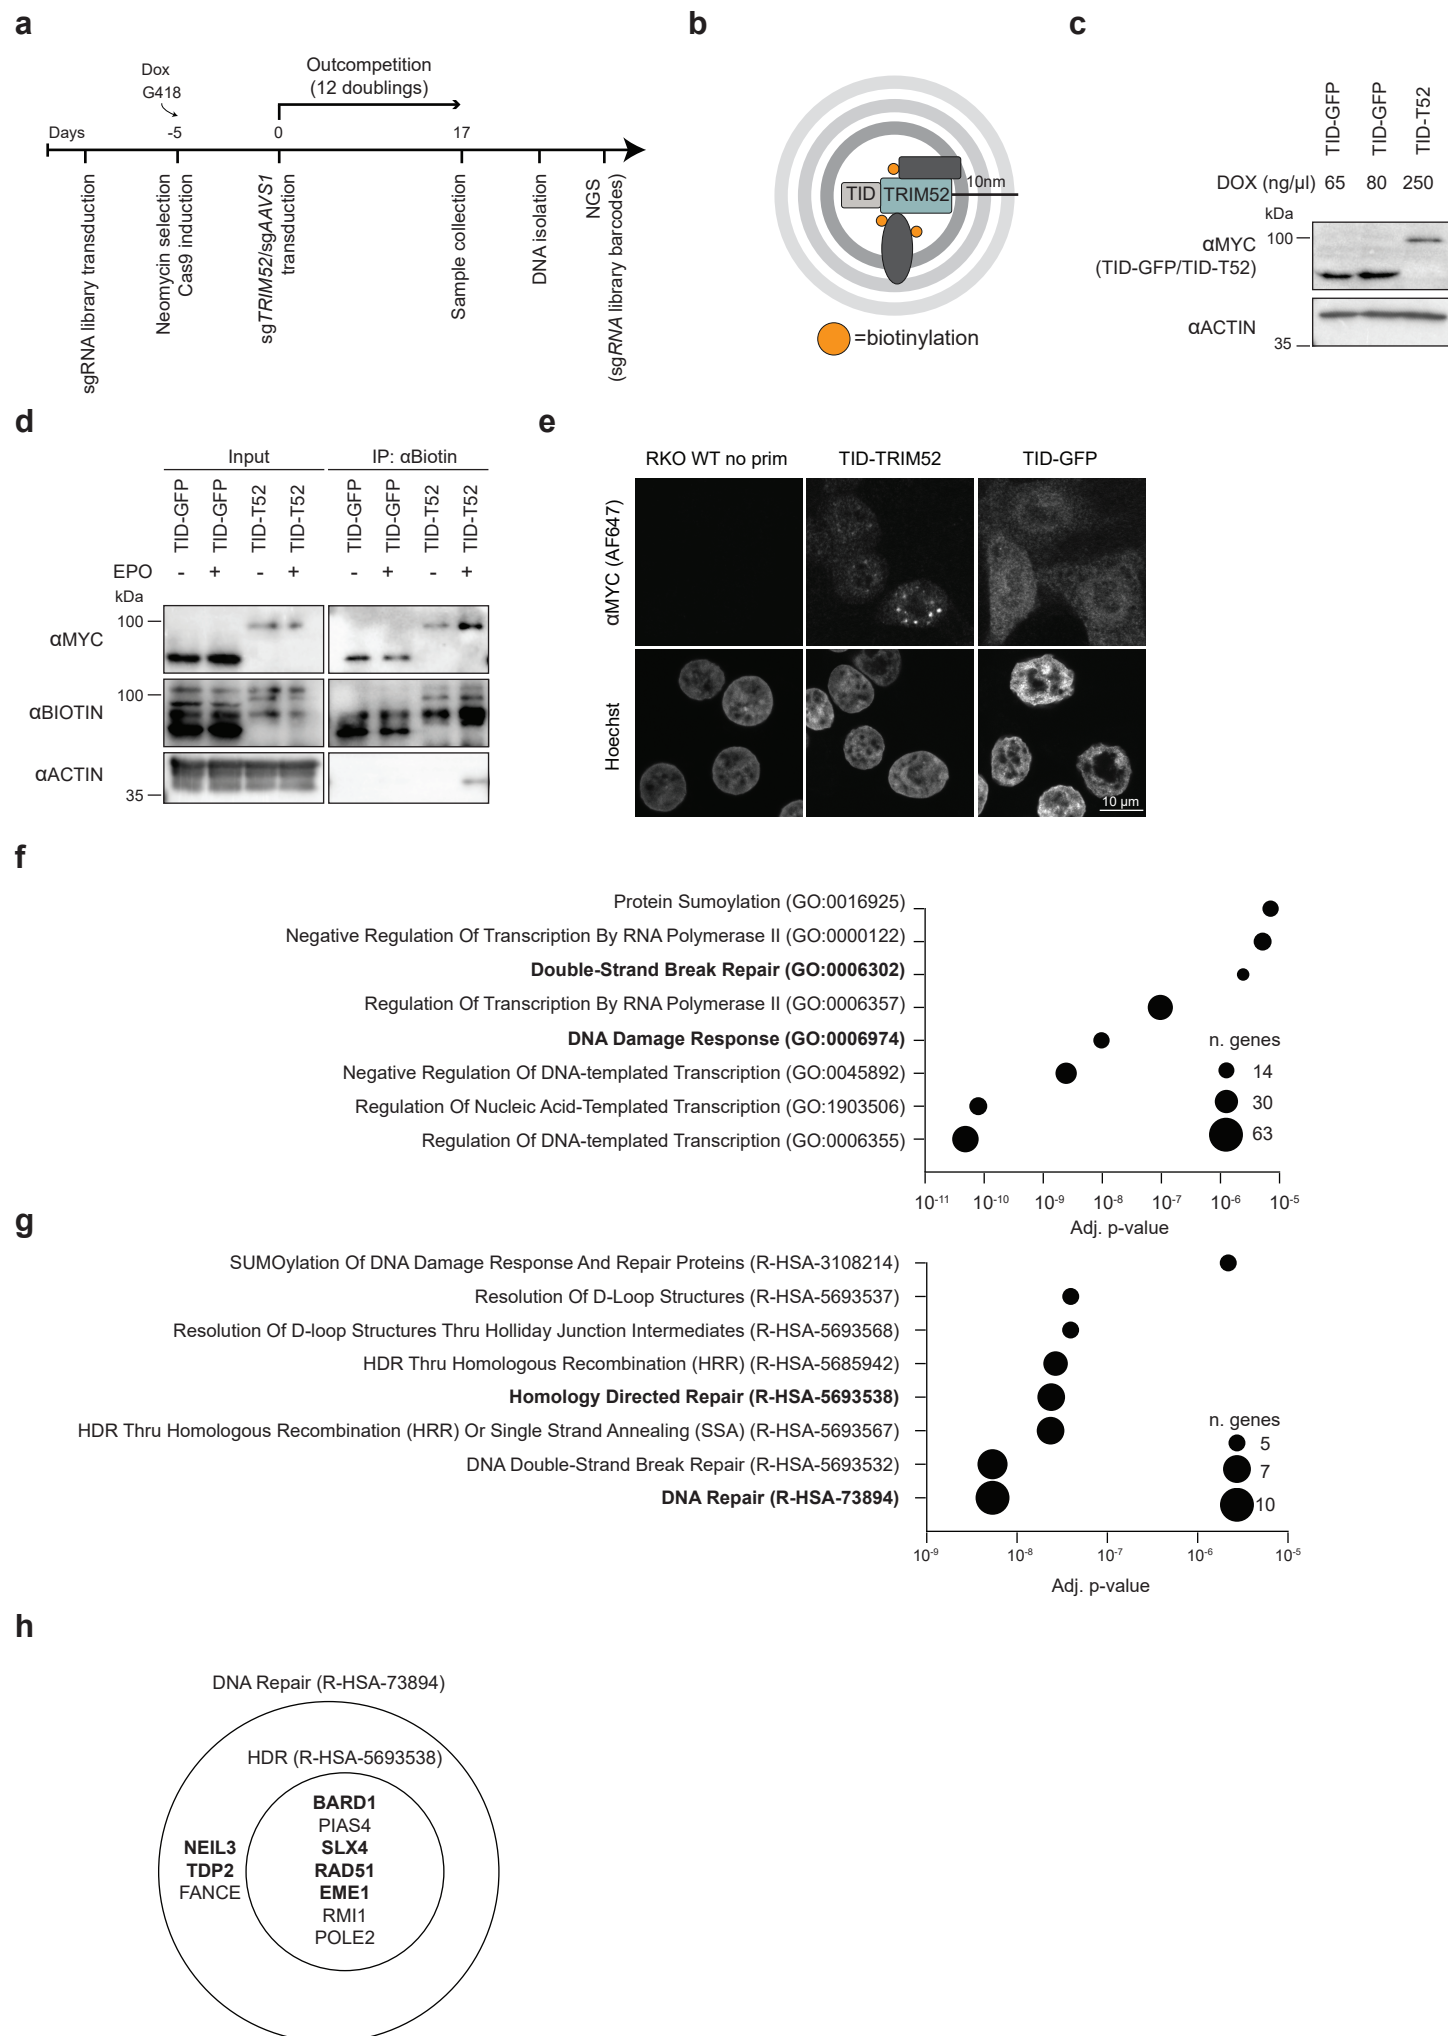 a
Dox
G418
Outcompetition
(12 doublings)
Days
-5
0
17
sgRNA library transduction
Neomycin selection
Cas9 induction
sgTRIM52/sgAAVS1
transduction
Sample collection
DNA isolation
NGS
(sgRNA library barcodes)
b
TID
TRIM52
10nm
=biotinylation
c
TID-GFP
TID-GFP
TID-T52
DOX (ng/µl) 65 80 250
kDa
100
αMYC
(TID-GFP/TID-T52)
αACTIN
35
d
Input
IP: αBiotin
TID-GFP
TID-GFP
TID-T52
TID-T52
TID-GFP
TID-GFP
TID-T52
TID-T52
EPO - + - + - + - +
kDa
100
αMYC
100
αBIOTIN
αACTIN
35
e
RKO WT no prim
TID-TRIM52
TID-GFP
αMYC (AF647)
Hoechst
10 µm
f
Protein Sumoylation (GO:0016925)
Negative Regulation Of Transcription By RNA Polymerase II (GO:0000122)
Double-Strand Break Repair (GO:0006302)
Regulation Of Transcription By RNA Polymerase II (GO:0006357)
DNA Damage Response (GO:0006974)
Negative Regulation Of DNA-templated Transcription (GO:0045892)
Regulation Of Nucleic Acid-Templated Transcription (GO:1903506)
Regulation Of DNA-templated Transcription (GO:0006355)
n. genes
14
30
63
10-11 10-10 10-9 10-8 10-7 10-6 10-5
Adj. p-value
g
SUMOylation Of DNA Damage Response And Repair Proteins (R-HSA-3108214)
Resolution Of D-Loop Structures (R-HSA-5693537)
Resolution Of D-loop Structures Thru Holliday Junction Intermediates (R-HSA-5693568)
HDR Thru Homologous Recombination (HRR) (R-HSA-5685942)
Homology Directed Repair (R-HSA-5693538)
HDR Thru Homologous Recombination (HRR) Or Single Strand Annealing (SSA) (R-HSA-5693567)
DNA Double-Strand Break Repair (R-HSA-5693532)
DNA Repair (R-HSA-73894)
n. genes
5
7
10
10-9 10-8 10-7 10-6 10-5
Adj. p-value
h
DNA Repair (R-HSA-73894)
HDR (R-HSA-5693538)
NEIL3
TDP2
FANCE
BARD1
PIAS4
SLX4
RAD51
EME1
RMI1
POLE2